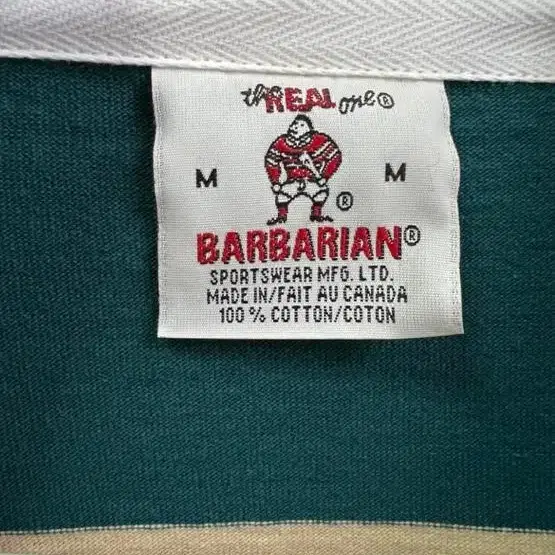 the REAL one®
M M
®
BARBARIAN®
SPORTSWEAR MFG. LTD.
MADE IN/FAIT AU CANADA
100 % COTTON/COTON